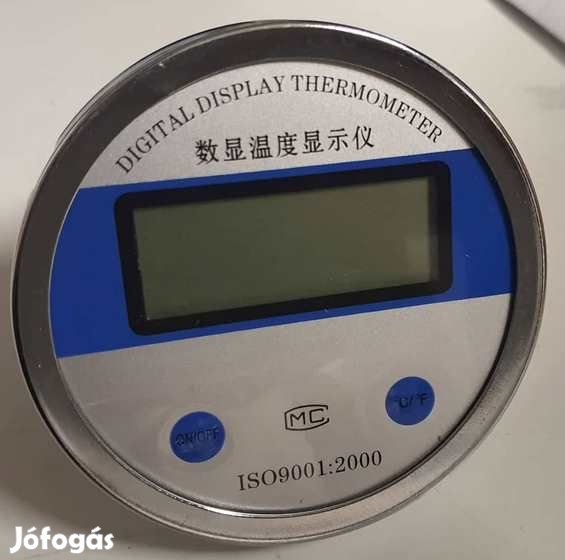 DIGITAL DISPLAY THERMOMETER
数显温度显示仪
°C/°F
ON/OFF
MC
ISO9001:2000
Jófogás